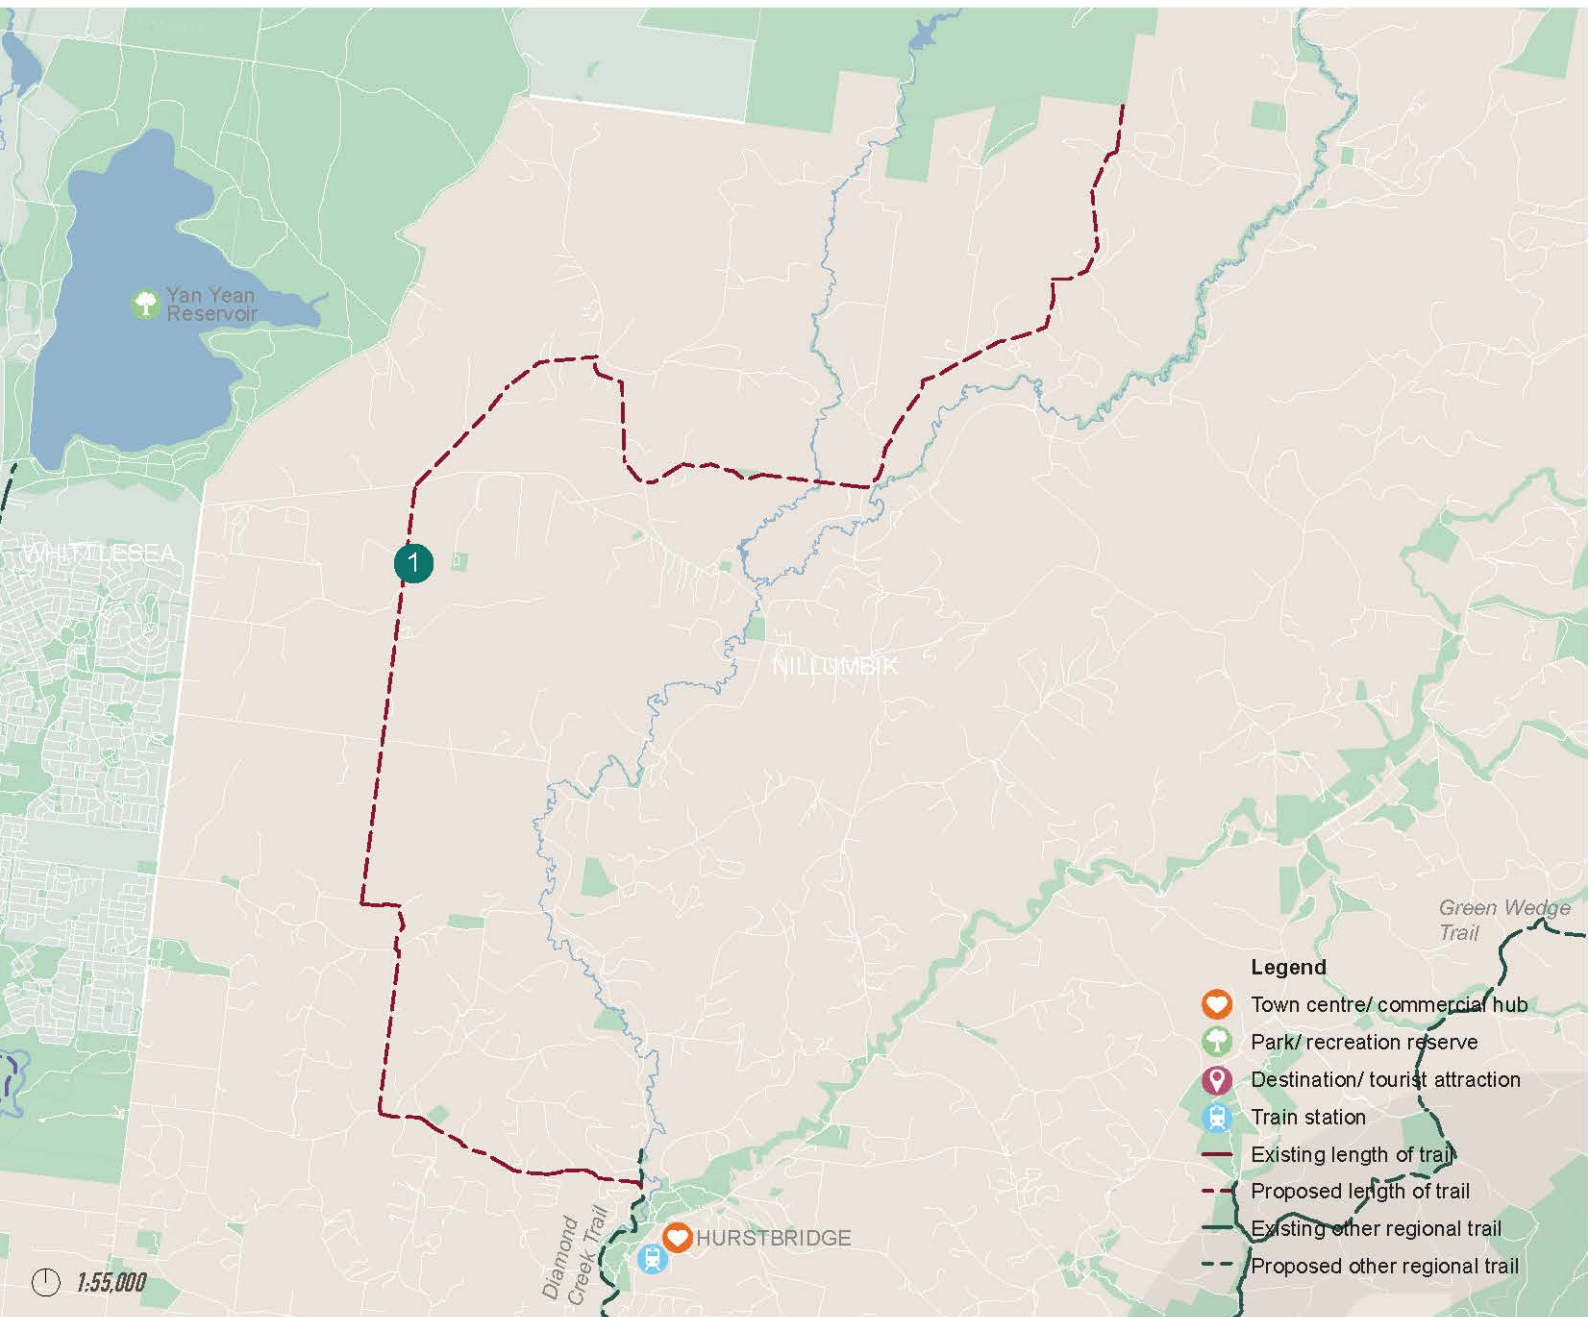 Yan Yean
Reservoir
WHITTLESEA
1
NILLUMBIK
Green Wedge
Trail
Legend
Town centre/ commercial hub
Park/ recreation reserve
Destination/ tourist attraction
Train station
Existing length of trail
Proposed length of trail
Existing other regional trail
Proposed other regional trail
Diamond
Creek Trail
HURSTBRIDGE
1:55,000